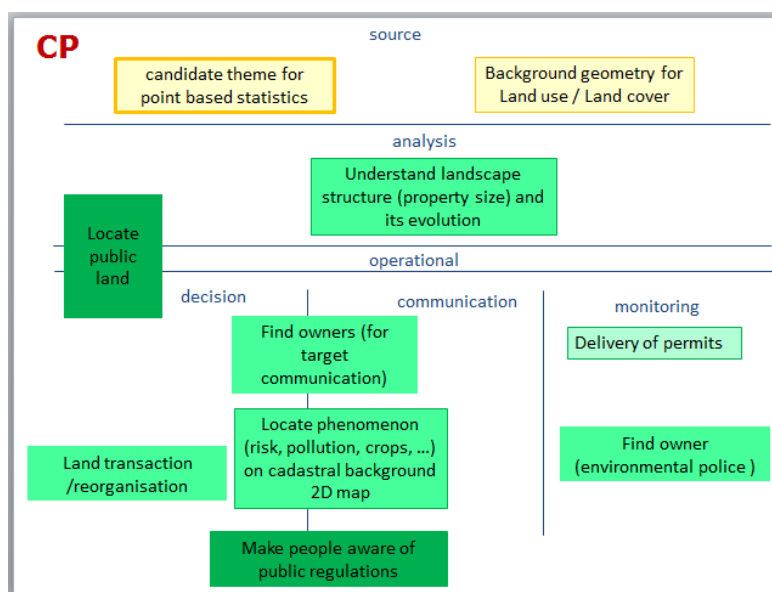 CP
source
candidate theme for
point based statistics
Background geometry for
Land use / Land cover
analysis
Understand landscape
structure (property size) and
its evolution
Locate
public
land
operational
decision
communication
monitoring
Find owners (for
target
communication)
Delivery of permits
Locate phenomenon
(risk, pollution, crops, …)
on cadastral background
2D map
Land transaction
/reorganisation
Find owner
(environmental police )
Make people aware of
public regulations